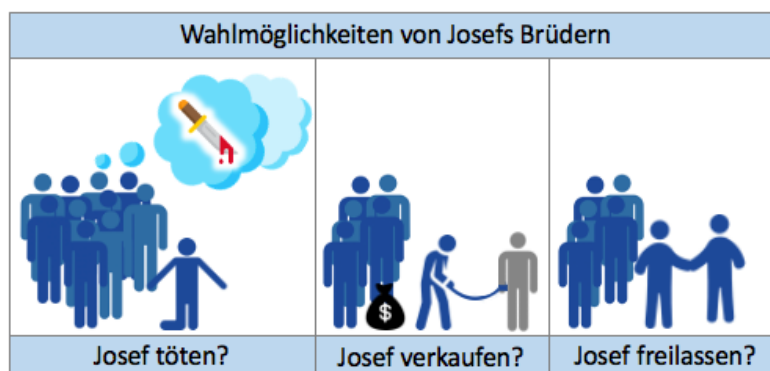 Wahlmöglichkeiten von Josefs Brüdern
$
Josef töten?
Josef verkaufen?
Josef freilassen?